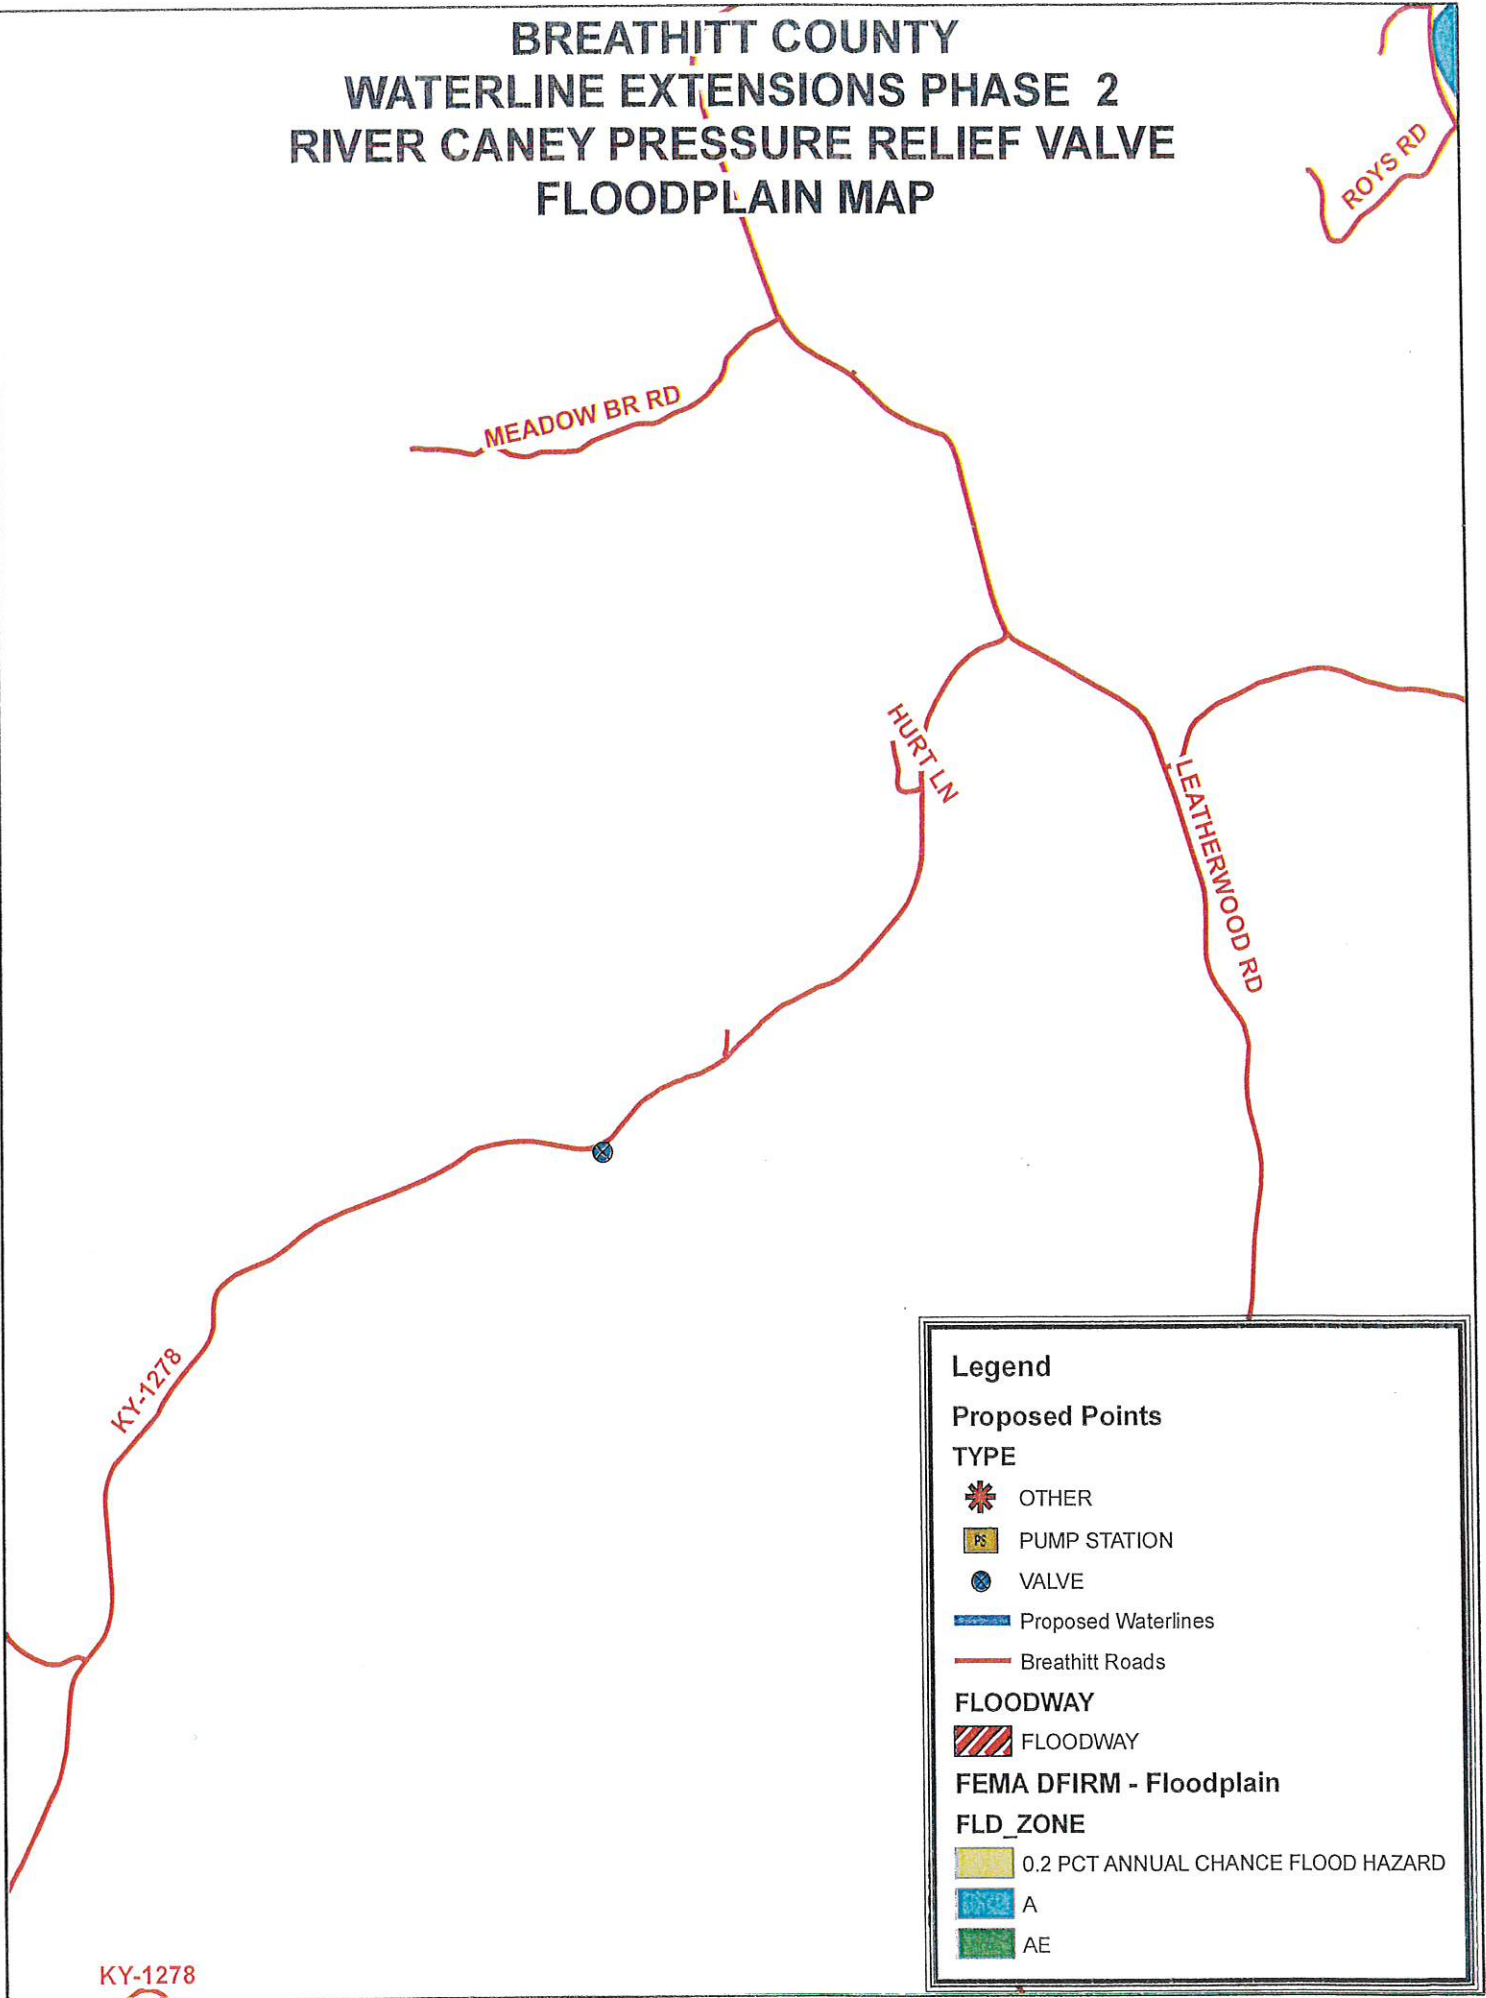 BREATHITT COUNTY
WATERLINE EXTENSIONS PHASE 2
RIVER CANEY PRESSURE RELIEF VALVE
FLOODPLAIN MAP
ROYS RD
MEADOW BR RD
HURT LN
LEATHERWOOD RD
KY-1278
Legend
Proposed Points
TYPE
OTHER
PS PUMP STATION
VALVE
Proposed Waterlines
Breathitt Roads
FLOODWAY
FLOODWAY
FEMA DFIRM - Floodplain
FLD_ZONE
0.2 PCT ANNUAL CHANCE FLOOD HAZARD
A
AE
KY-1278